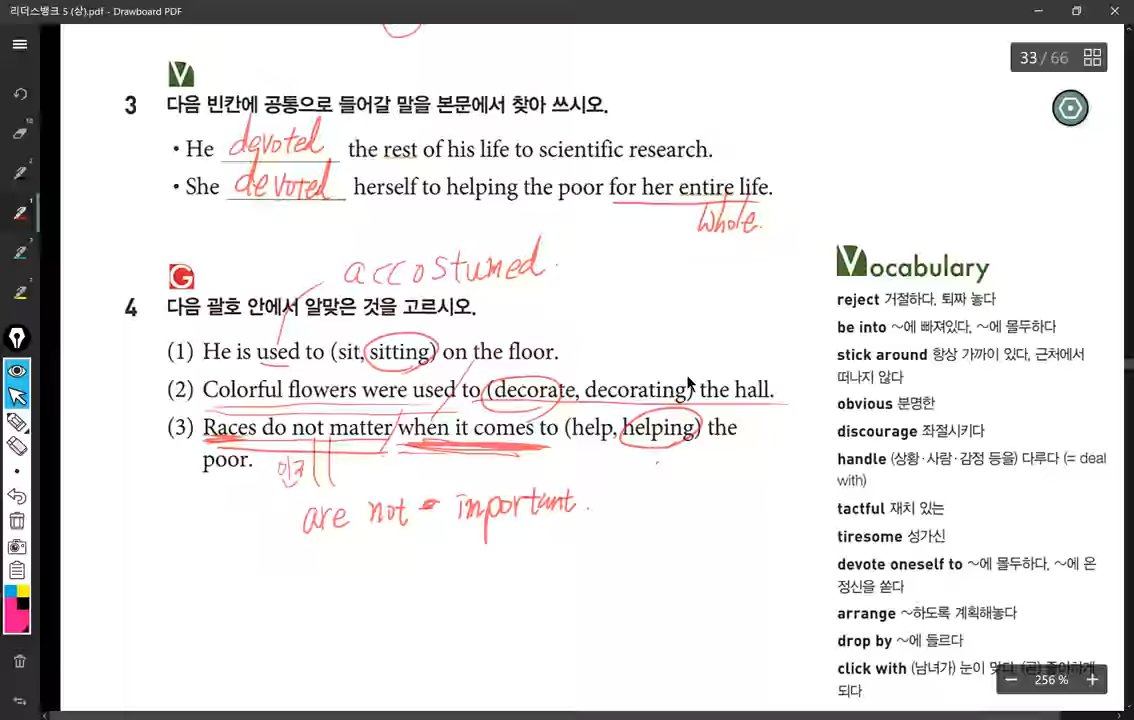 리더스뱅크 5 (상).pdf - Drawboard PDF
33 / 66
V
3 다음 빈칸에 공통으로 들어갈 말을 본문에서 찾아 쓰시오.
• He devoted the rest of his life to scientific research.
• She devoted herself to helping the poor for her entire life.
whole.
accostumed
G
4 다음 괄호 안에서 알맞은 것을 고르시오.
(1) He is used to (sit, sitting) on the floor.
(2) Colorful flowers were used to (decorate, decorating) the hall.
(3) Races do not matter when it comes to (help, helping) the
poor.
are not important.
Vocabulary
reject 거절하다, 퇴짜 놓다
be into ～에 빠져있다, ～에 몰두하다
stick around 항상 가까이 있다, 근처에서
떠나지 않다
obvious 분명한
discourage 좌절시키다
handle (상황·사람·감정 등을) 다루다 (= deal
with)
tactful 재치 있는
tiresome 성가신
devote oneself to ～에 몰두하다, ～에 온
정신을 쏟다
arrange ～하도록 계획해놓다
drop by ～에 들르다
click with (남녀가) 눈이 맞다, (곧) 좋아하게
되다
256 %